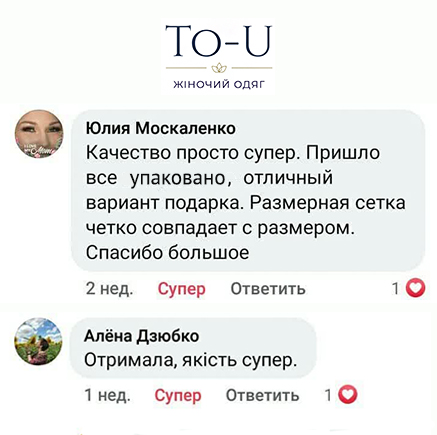 To-U
ЖІНОЧИЙ ОДЯГ
Юлия Москаленко
Качество просто супер. Пришло
все упаковано, отличный
вариант подарка. Размерная сетка
четко совпадает с размером.
Спасибо большое
2 нед. Супер Ответить 1
Алёна Дзюбко
Отримала, якість супер.
1 нед. Супер Ответить 1